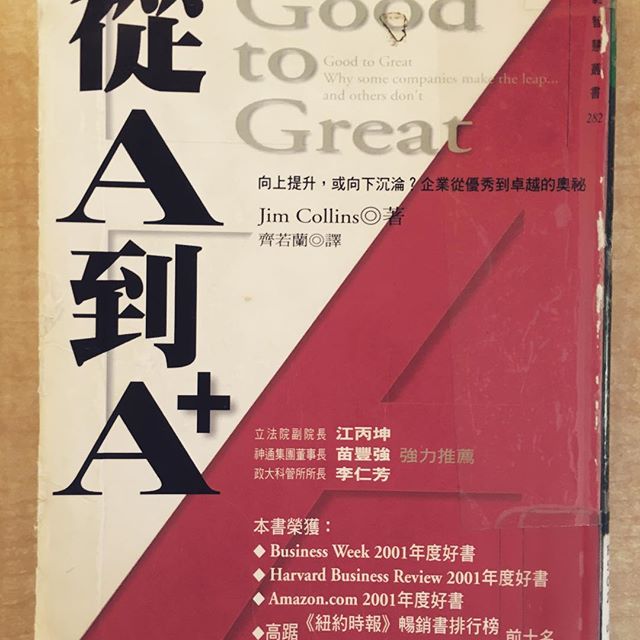 從A到A+
Good
to
Great
Good to Great
Why some companies make the leap...
and others don't
智慧叢書
282
向上提升，或向下沉淪？企業從優秀到卓越的奧祕
Jim Collins◎著
齊若蘭◎譯
立法院副院長 江丙坤
神通集團董事長 苗豐強 強力推薦
政大科管所所長 李仁芳
本書榮獲：
◆Business Week 2001年度好書
◆Harvard Business Review 2001年度好書
◆Amazon.com 2001年度好書
◆高踞《紐約時報》暢銷書排行榜前十名